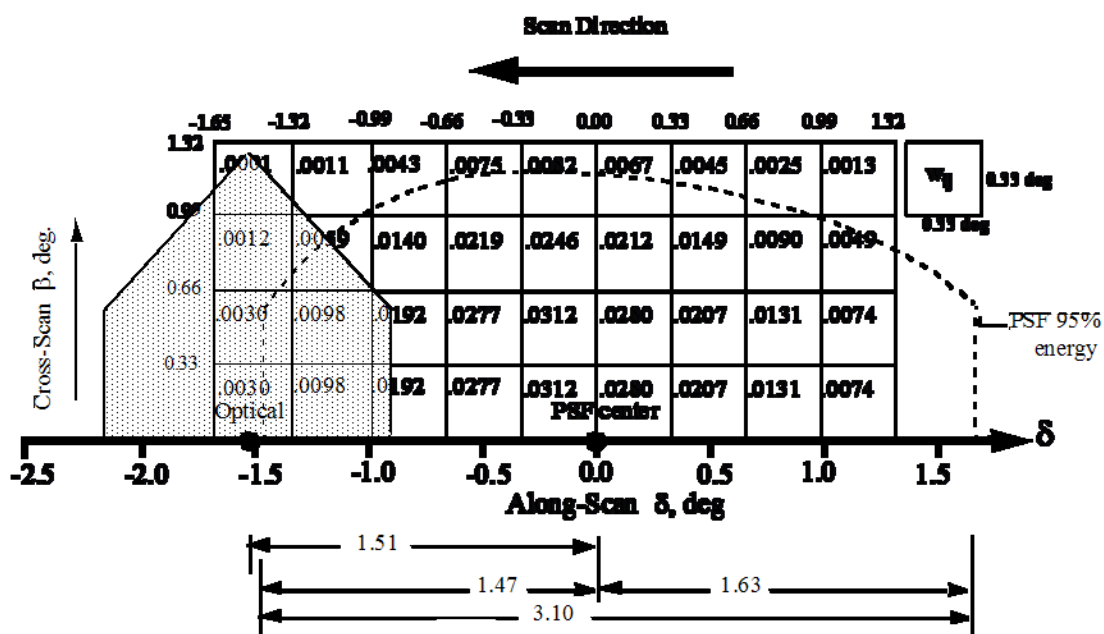 Scan Direction
-1.65 -1.32 -0.99 -0.66 -0.33 0.00 0.33 0.66 0.99 1.32
1.32
.0001 .0011 .0043 .0075 .0082 .0067 .0045 .0025 .0013
w ij
0.33 deg
0.33 deg
.0012 .0140 .0219 .0246 .0212 .0149 .0090 .0049
0.66
.0030 .0098 .0192 .0277 .0312 .0280 .0207 .0131 .0074
0.33
.0030 .0098 .0192 .0277 .0312 .0280 .0207 .0131 .0074
Cross-Scan β, deg.
PSF 95%
energy
Optical
PSF center
δ
-2.5 -2.0 -1.5 -1.0 -0.5 0.0 0.5 1.0 1.5
Along-Scan δ, deg
1.51
1.47 1.63
3.10